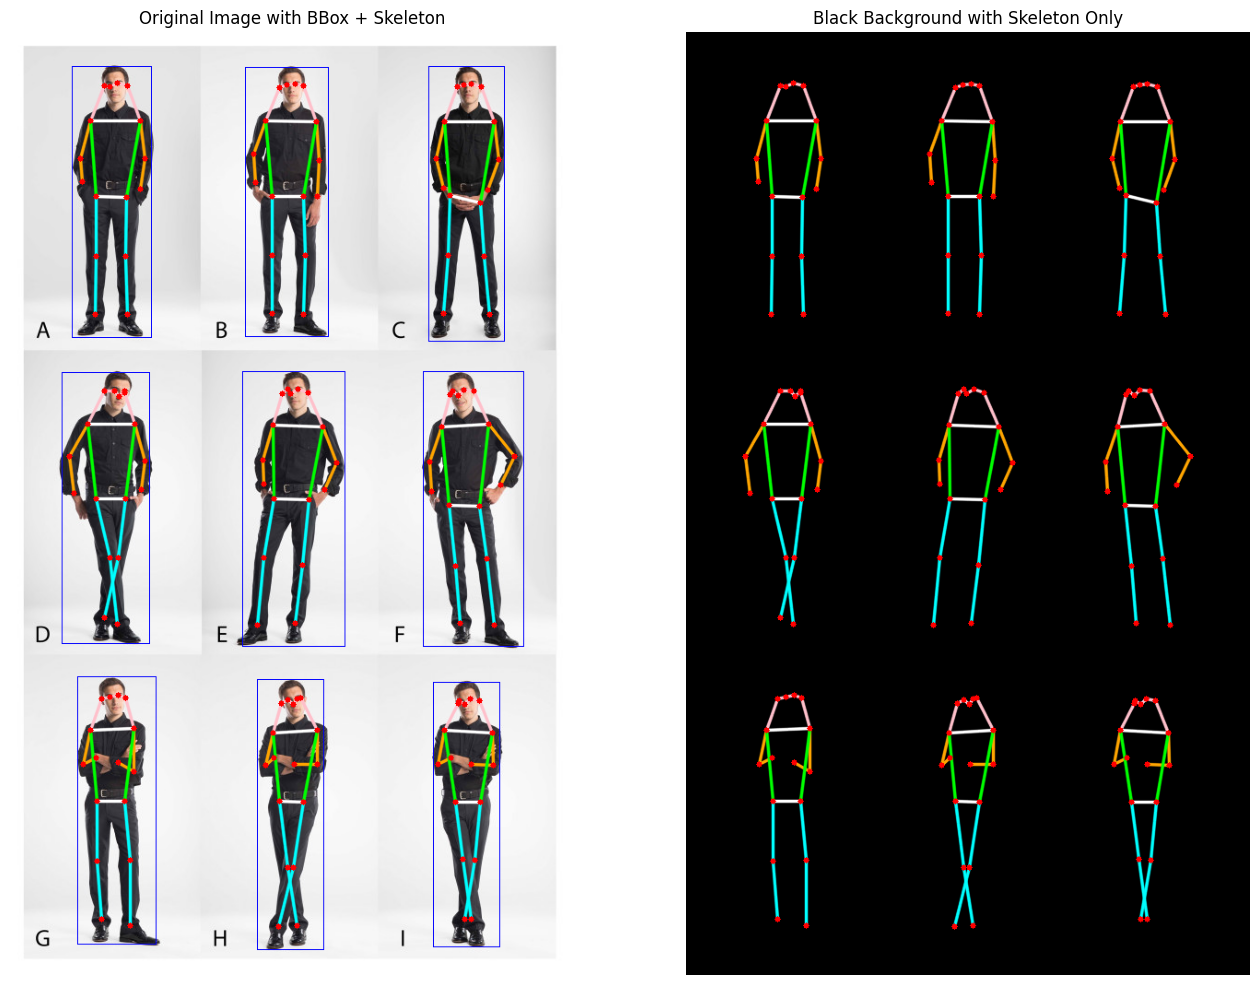 Original Image with BBox + Skeleton
Black Background with Skeleton Only
A
B
C
D
E
F
G
H
I